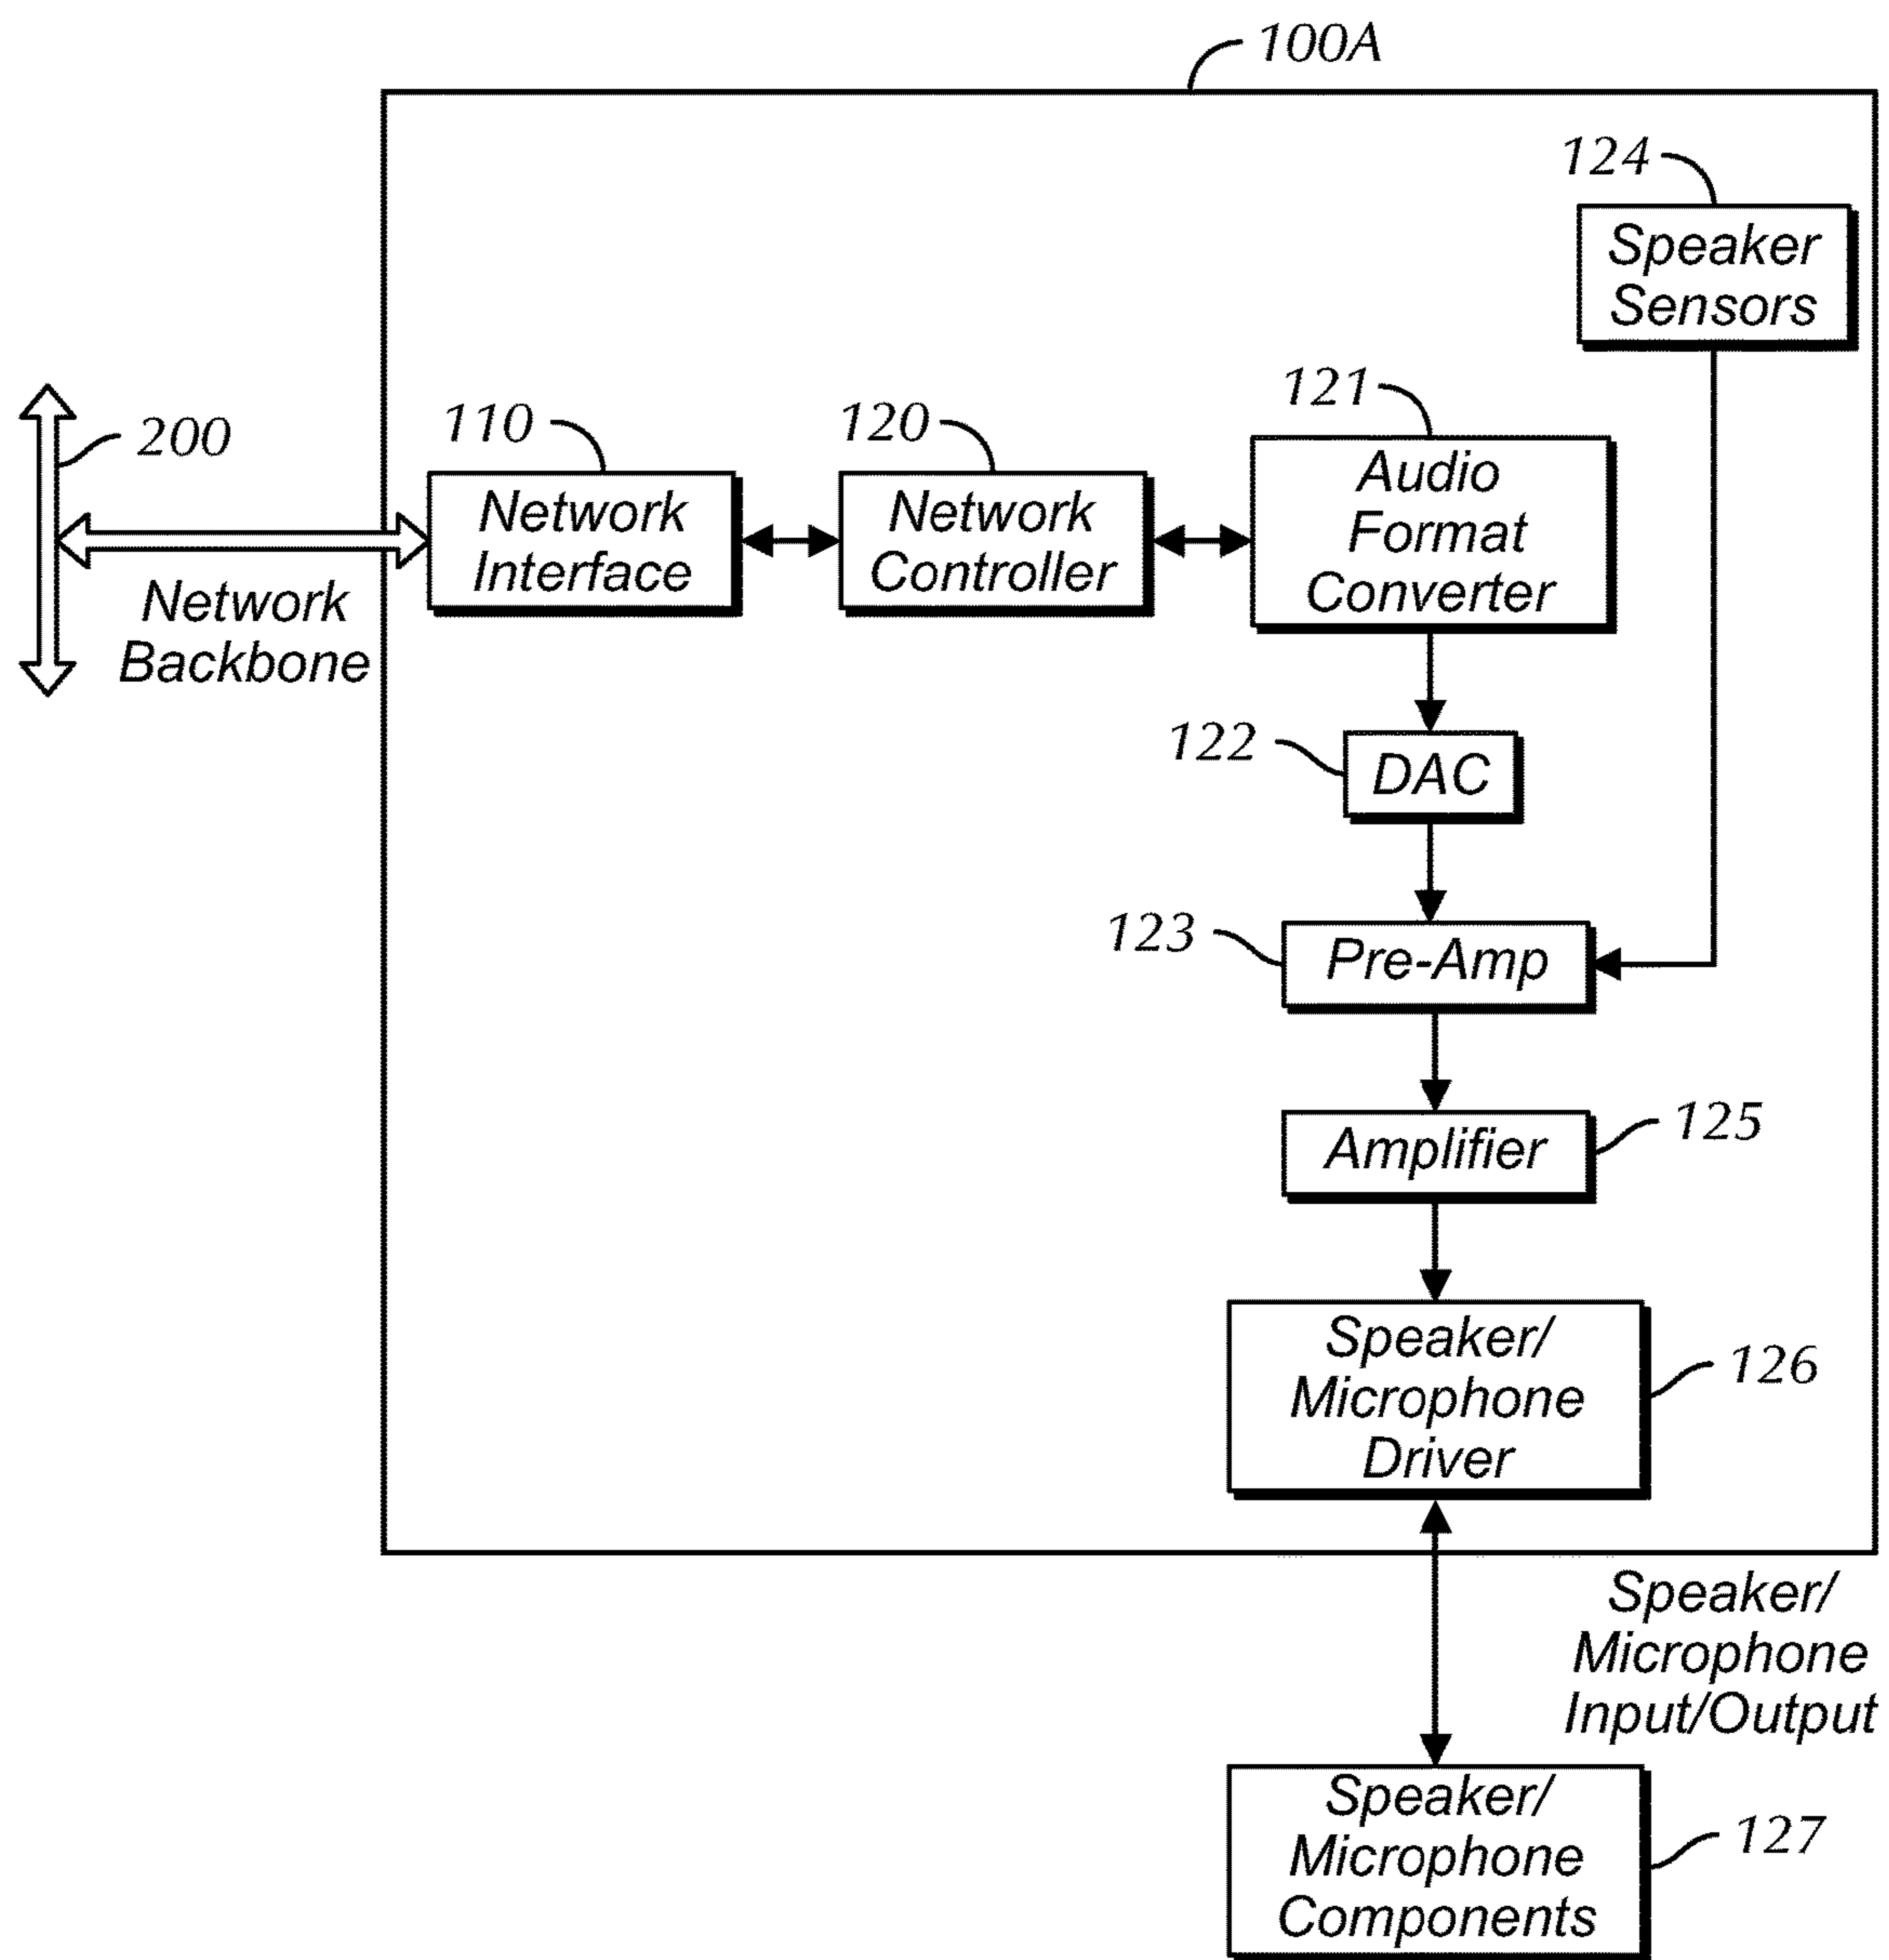 100A
124
Speaker
Sensors
200
110
120
121
Network
Interface
Network
Controller
Audio
Format
Converter
Network
Backbone
122
DAC
123
Pre-Amp
Amplifier
125
Speaker/
Microphone
Driver
126
Speaker/
Microphone
Input/Output
Speaker/
Microphone
Components
127